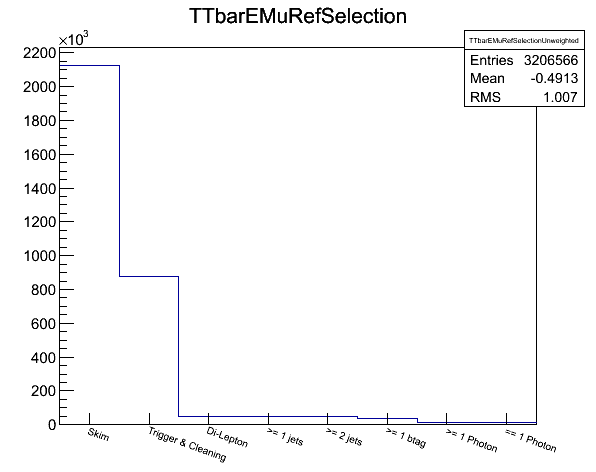 TTbarEMuRefSelection
×10³
TTbarEMuRefSelectionUnweighted
Entries 3206566
Mean -0.4913
RMS 1.007
2200
2000
1800
1600
1400
1200
1000
800
600
400
200
0
Skim
Trigger & Cleaning
Di-Lepton
>= 1 jets
>= 2 jets
>= 1 btag
>= 1 Photon
== 1 Photon